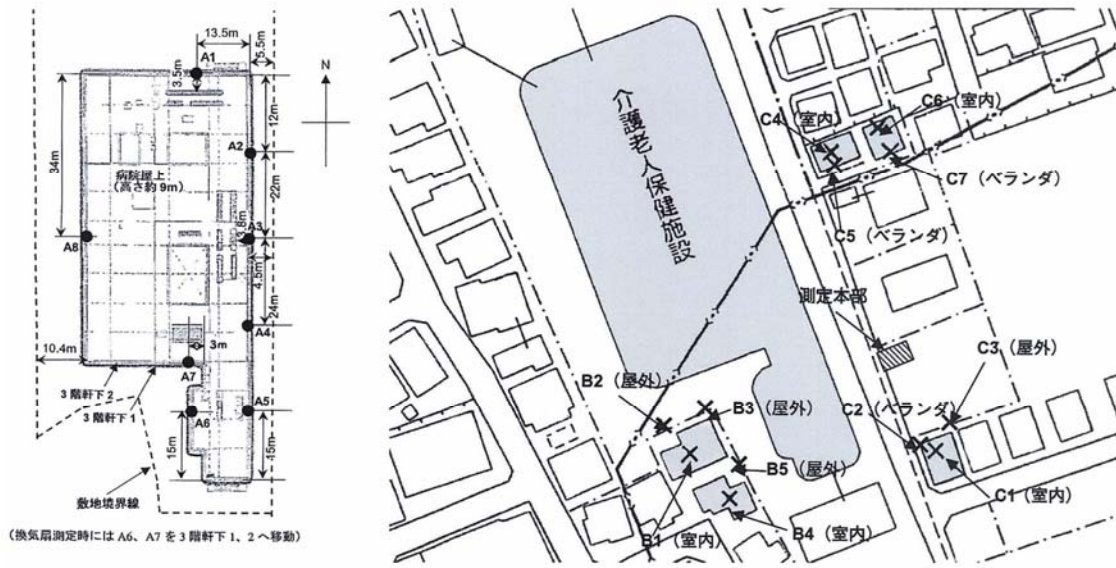 13.5m
5.5m
A1
3.5m
N
12m
34m
A2
病院屋上
(高さ約9m)
22m
A3
A8
4.5m
24m
A4
3m
10.4m
A7
3階軒下2
3階軒下1
A6
A5
15m
15m
敷地境界線
(換気扇測定時にはA6、A7を3階軒下1、2へ移動)
介護老人保健施設
C4(室内)
C6(室内)
C7(ベランダ)
C5(ベランダ)
測定本部
C3(屋外)
C2(ベランダ)
B2(屋外)
B3(屋外)
B5(屋外)
C1(室内)
B1(室内)
B4(室内)